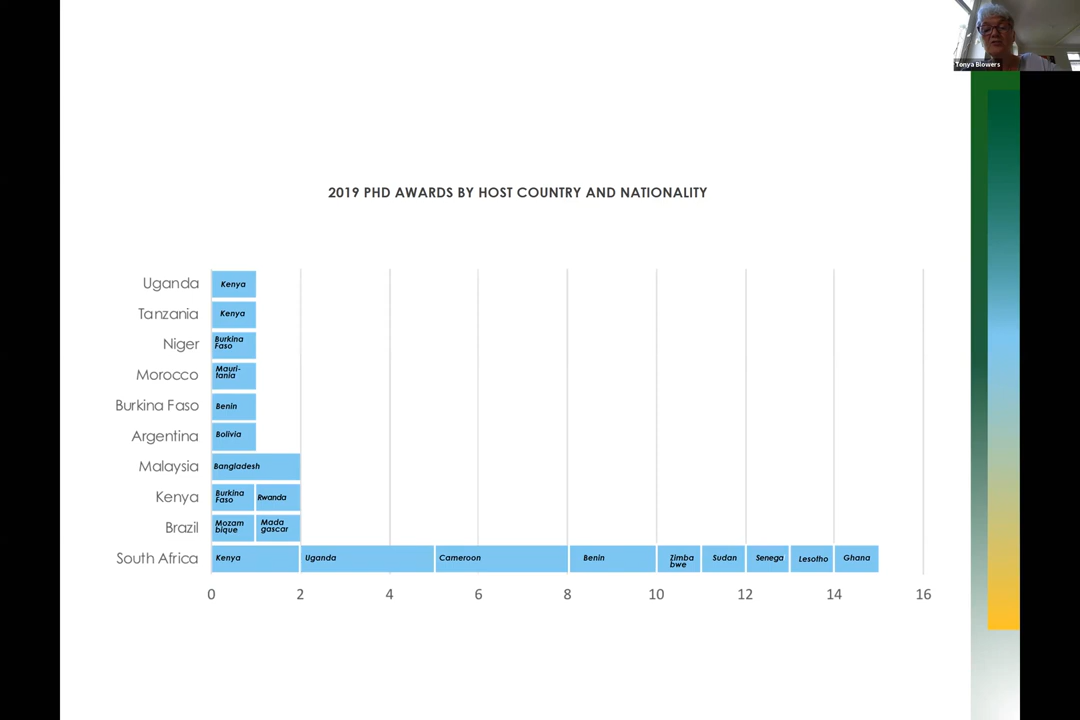 Tonya Blowers
2019 PHD AWARDS BY HOST COUNTRY AND NATIONALITY
Uganda
Kenya
Tanzania
Kenya
Niger
Burkina
Faso
Morocco
Mauri-
tania
Burkina Faso
Benin
Argentina
Bolivia
Malaysia
Bangladesh
Kenya
Burkina
Faso
Rwanda
Brazil
Mozam
bique
Mada
gascar
South Africa
Kenya
Uganda
Cameroon
Benin
Zimba
bwe
Sudan
Senega
Lesotho
Ghana
0 2 4 6 8 10 12 14 16